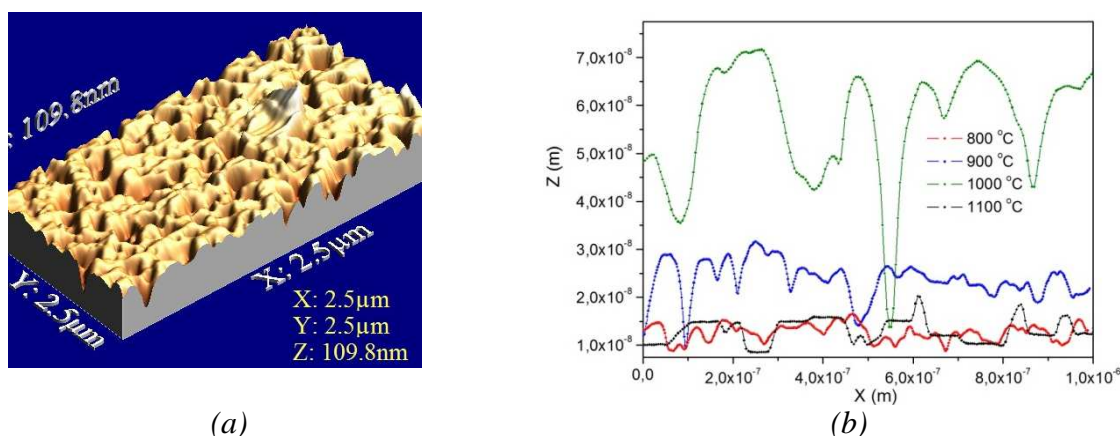 : 109.8nm
Y: 2.5µm
X: 2.5µm
X: 2.5µm
Y: 2.5µm
Z: 109.8nm
(a)
Z (m)
7,0x10⁻⁸
6,0x10⁻⁸
5,0x10⁻⁸
4,0x10⁻⁸
3,0x10⁻⁸
2,0x10⁻⁸
1,0x10⁻⁸
800 °C
900 °C
1000 °C
1100 °C
0,0 2,0x10⁻⁷ 4,0x10⁻⁷ 6,0x10⁻⁷ 8,0x10⁻⁷ 1,0x10⁻⁶
X (m)
(b)